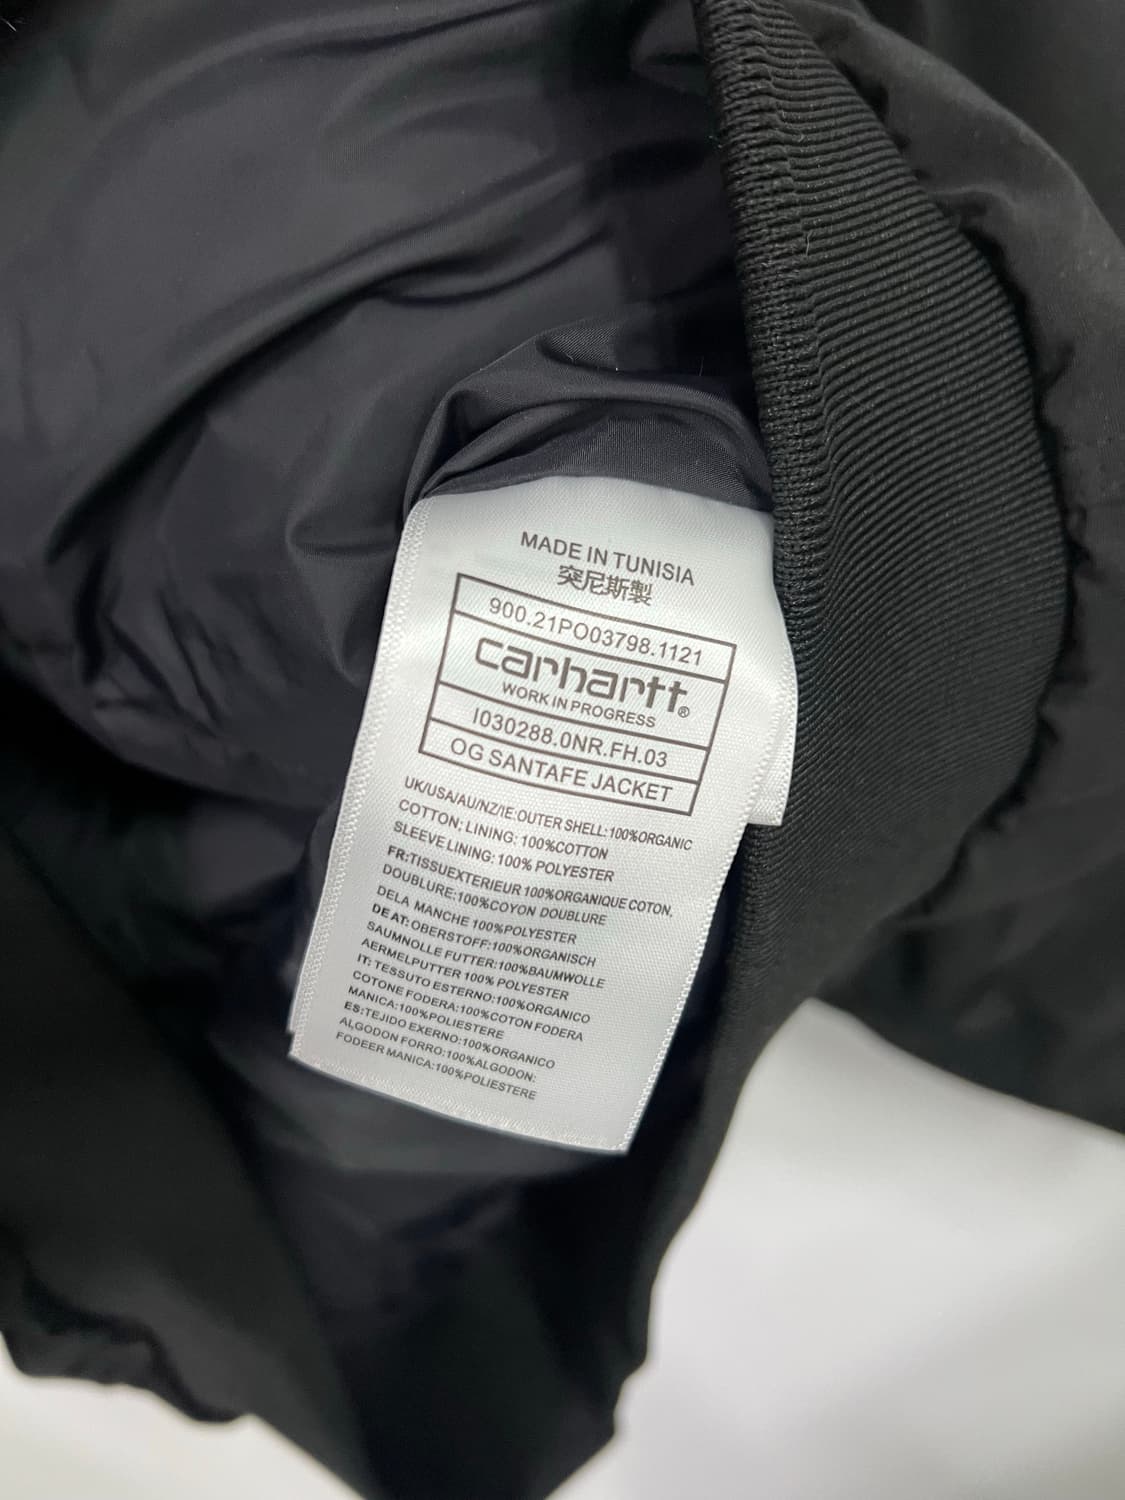 MADE IN TUNISIA
突尼斯製
900.21PO03798.1121
carhartt®
WORK IN PROGRESS
I030288.0NR.FH.03
OG SANTAFE JACKET
UK/USA/AU/NZ/IE:OUTER SHELL:100%ORGANIC
COTTON; LINING: 100%COTTON
SLEEVE LINING: 100% POLYESTER
FR:TISSUEXTERIEUR 100%ORGANIQUE COTON.
DOUBLURE:100%COYON DOUBLURE
DELA MANCHE 100%POLYESTER
DE AT: OBERSTOFF:100%ORGANISCH
SAUMNOLLE FUTTER:100%BAUMWOLLE
AERMELPUTTER 100% POLYESTER
IT: TESSUTO ESTERNO:100%ORGANICO
COTONE FODERA:100%COTON FODERA
MANICA:100%POLIESTERE
ES:TEJIDO EXERNO:100%ORGANICO
ALGODON FORRO:100%ALGODON:
FODEER MANICA:100%POLIESTERE